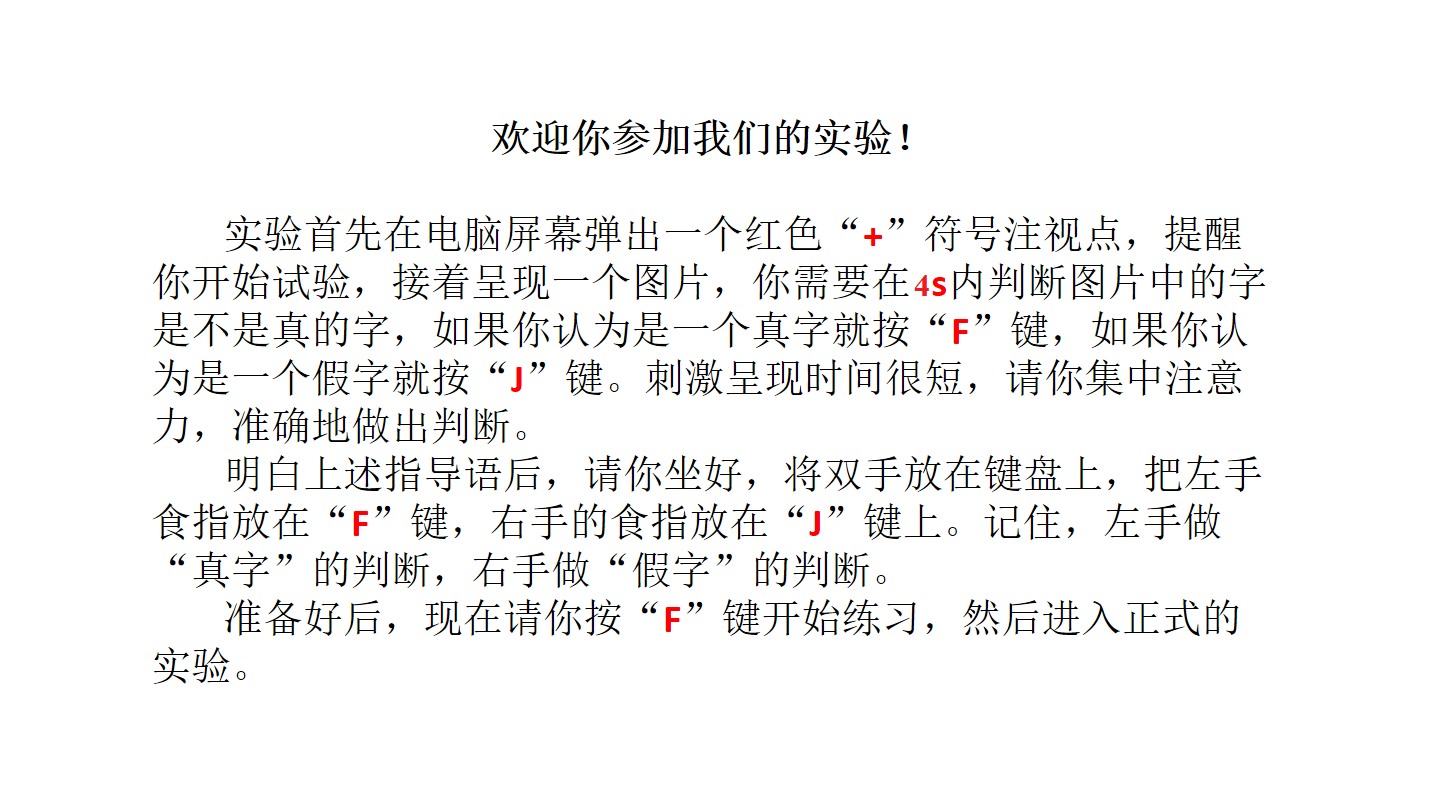 欢迎你参加我们的实验！
实验首先在电脑屏幕弹出一个红色“+”符号注视点，提醒
你开始试验，接着呈现一个图片，你需要在4s内判断图片中的字
是不是真的字，如果你认为是一个真字就按“F”键，如果你认
为是一个假字就按“J”键。刺激呈现时间很短，请你集中注意
力，准确地做出判断。
明白上述指导语后，请你坐好，将双手放在键盘上，把左手
食指放在“F”键，右手的食指放在“J”键上。记住，左手做
“真字”的判断，右手做“假字”的判断。
准备好后，现在请你按“F”键开始练习，然后进入正式的
实验。